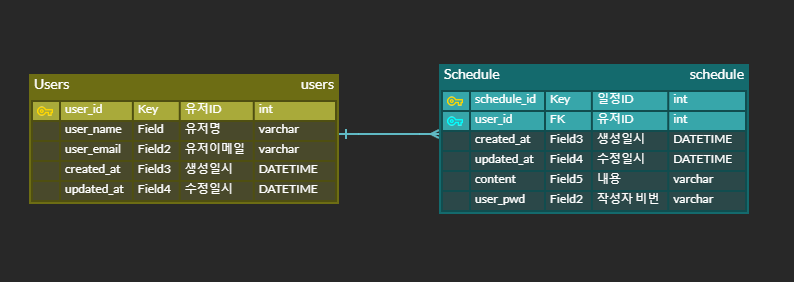 Users users
user_id Key 유저ID int
user_name Field 유저명 varchar
user_email Field2 유저이메일 varchar
created_at Field3 생성일시 DATETIME
updated_at Field4 수정일시 DATETIME
Schedule schedule
schedule_id Key 일정ID int
user_id FK 유저ID int
created_at Field3 생성일시 DATETIME
updated_at Field4 수정일시 DATETIME
content Field5 내용 varchar
user_pwd Field2 작성자 비번 varchar